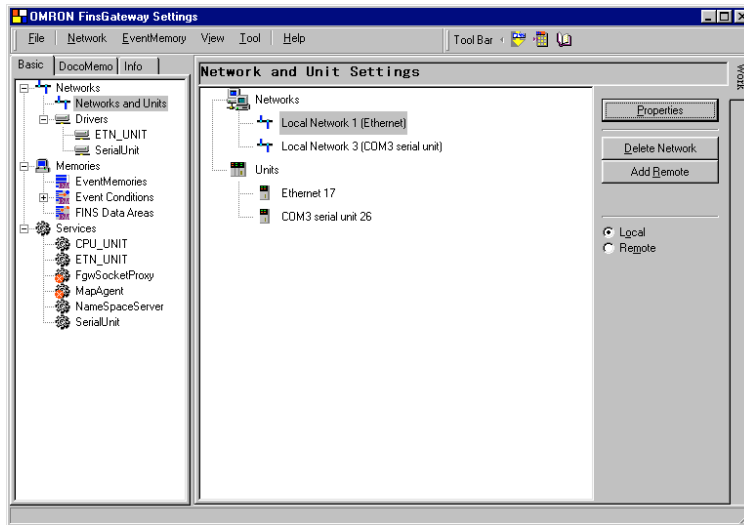 OMRON FinsGateway Settings
File Network EventMemory View Tool Help Tool Bar
Basic DocoMemo Info
Network and Unit Settings
Work
Networks
Networks and Units
Drivers
ETN_UNIT
SerialUnit
Memories
EventMemories
Event Conditions
FINS Data Areas
Services
CPU_UNIT
ETN_UNIT
FgwSocketProxy
MapAgent
NameSpaceServer
SerialUnit
Networks
Local Network 1 (Ethernet)
Local Network 3 (COM3 serial unit)
Units
Ethernet 17
COM3 serial unit 26
Properties
Delete Network
Add Remote
Local
Remote